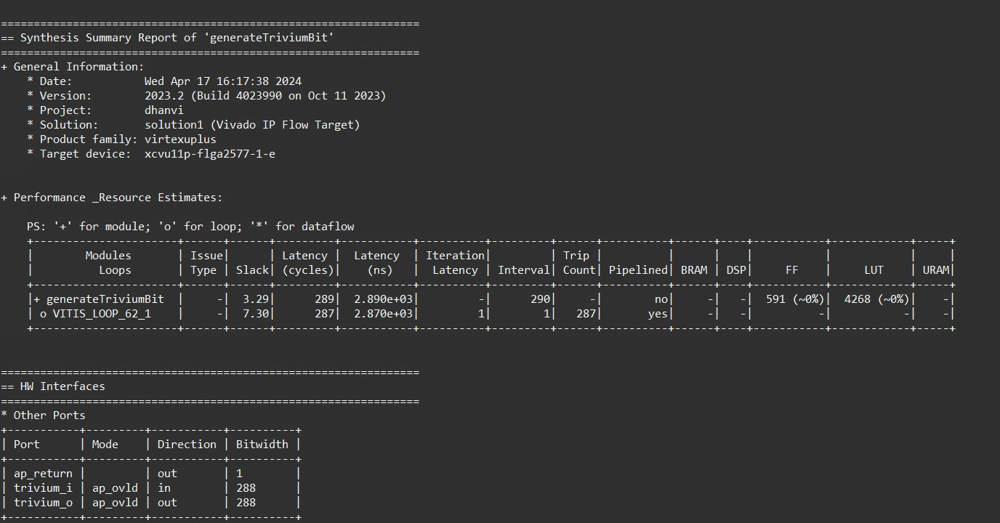 ================================================================
== Synthesis Summary Report of 'generateTriviumBit'
================================================================
+ General Information:
    * Date:           Wed Apr 17 16:17:38 2024
    * Version:        2023.2 (Build 4023990 on Oct 11 2023)
    * Project:        dhanvi
    * Solution:       solution1 (Vivado IP Flow Target)
    * Product family: virtexuplus
    * Target device:  xcvu11p-flga2577-1-e
+ Performance _Resource Estimates:
    PS: '+' for module; 'o' for loop; '*' for dataflow
    +----------------------+------+------+---------+-----------+----------+---------+------+----------+------+----+-----------+------------+-----+
    |        Modules       | Issue|      | Latency |  Latency  | Iteration|         | Trip |          |      |    |           |            |     |
    |          Loops       | Type | Slack| (cycles)|    (ns)   |  Latency | Interval| Count| Pipelined| BRAM | DSP|     FF    |     LUT    | URAM|
    +----------------------+------+------+---------+-----------+----------+---------+------+----------+------+----+-----------+------------+-----+
    |+ generateTriviumBit  |     -|  3.29|      289|  2.890e+03|         -|      290|     -|        no|     -|   -|  591 (~0%)|  4268 (~0%)|    -|
    | o VITIS_LOOP_62_1    |     -|  7.30|      287|  2.870e+03|         1|        1|   287|       yes|     -|   -|          -|           -|    -|
    +----------------------+------+------+---------+-----------+----------+---------+------+----------+------+----+-----------+------------+-----+
================================================================
== HW Interfaces
================================================================
* Other Ports
+-----------+---------+-----------+----------+
| Port      | Mode    | Direction | Bitwidth |
+-----------+---------+-----------+----------+
| ap_return |         | out       | 1        |
| trivium_i | ap_ovld | in        | 288      |
| trivium_o | ap_ovld | out       | 288      |
+-----------+---------+-----------+----------+